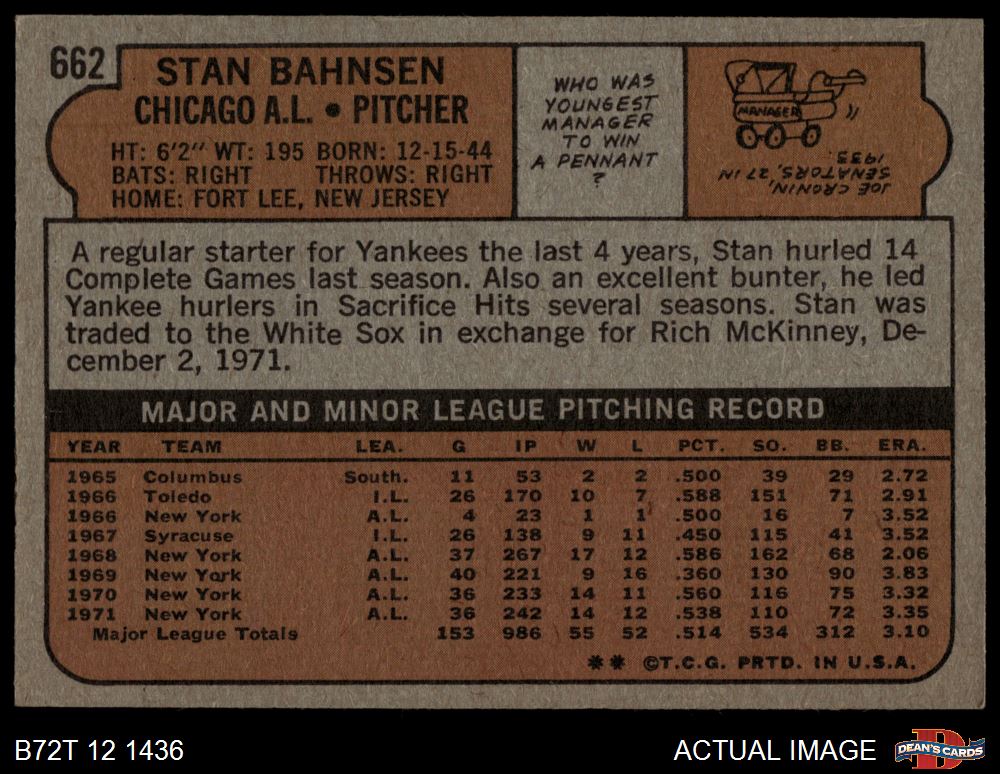 662
STAN BAHNSEN
CHICAGO A.L. • PITCHER
HT: 6'2" WT: 195 BORN: 12-15-44
BATS: RIGHT THROWS: RIGHT
HOME: FORT LEE, NEW JERSEY
WHO WAS
YOUNGEST
MANAGER
TO WIN
A PENNANT
?
MANAGER
JOE CRONIN,
SENATORS, 27 IN
1933.
A regular starter for Yankees the last 4 years, Stan hurled 14
Complete Games last season. Also an excellent bunter, he led
Yankee hurlers in Sacrifice Hits several seasons. Stan was
traded to the White Sox in exchange for Rich McKinney, De-
cember 2, 1971.
MAJOR AND MINOR LEAGUE PITCHING RECORD
YEAR TEAM LEA. G IP W L PCT. SO. BB. ERA.
1965 Columbus South. 11 53 2 2 .500 39 29 2.72
1966 Toledo I.L. 26 170 10 7 .588 151 71 2.91
1966 New York A.L. 4 23 1 1 .500 16 7 3.52
1967 Syracuse I.L. 26 138 9 11 .450 115 41 3.52
1968 New York A.L. 37 267 17 12 .586 162 68 2.06
1969 New York A.L. 40 221 9 16 .360 130 90 3.83
1970 New York A.L. 36 233 14 11 .560 116 75 3.32
1971 New York A.L. 36 242 14 12 .538 110 72 3.35
Major League Totals 153 986 55 52 .514 534 312 3.10
** ©T.C.G. PRTD. IN U.S.A.
B72T 12 1436
ACTUAL IMAGE
D
DEAN'S CARDS